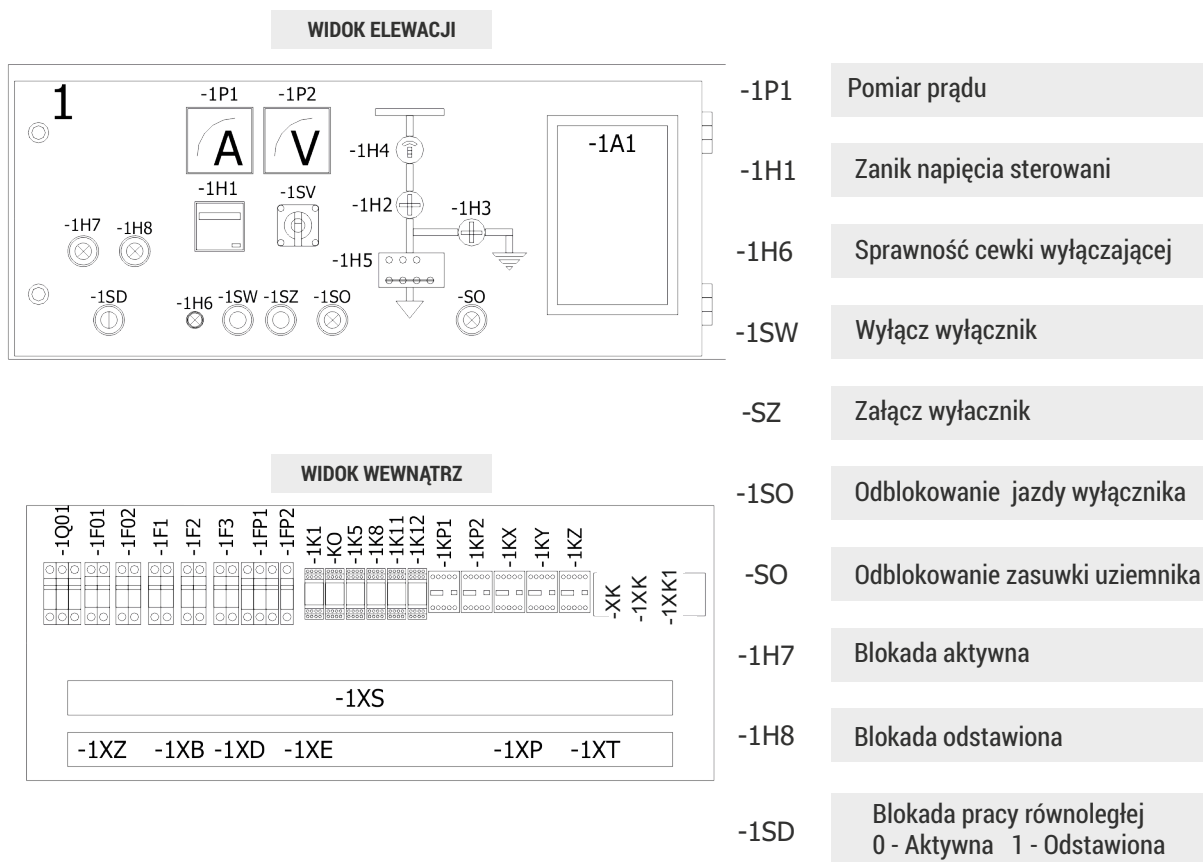 WIDOK ELEWACJI
1
-1P1 -1P2
A V
-1H4
-1A1
-1H1 -1SV
-1H2 -1H3
-1H7 -1H8
-1H5
-1SD -1H6 -1SW -1SZ -1SO -SO
-1P1 Pomiar prądu
-1H1 Zanik napięcia sterowani
-1H6 Sprawność cewki wyłączającej
-1SW Wyłącz wyłącznik
-SZ Załącz wyłacznik
-1SO Odblokowanie jazdy wyłącznika
-SO Odblokowanie zasuwki uziemnika
-1H7 Blokada aktywna
-1H8 Blokada odstawiona
-1SD Blokada pracy równoległej
0 - Aktywna 1 - Odstawiona
WIDOK WEWNĄTRZ
-1Q01 -1F01 -1F02 -1F1 -1F2 -1F3 -1FP1 -1FP2 -1K1 -KO -1K5 -1K8 -1K11 -1K12 -1KP1 -1KP2 -1KX -1KY -1KZ
-XK -1XK -1XK1
-1XS
-1XZ -1XB -1XD -1XE -1XP -1XT